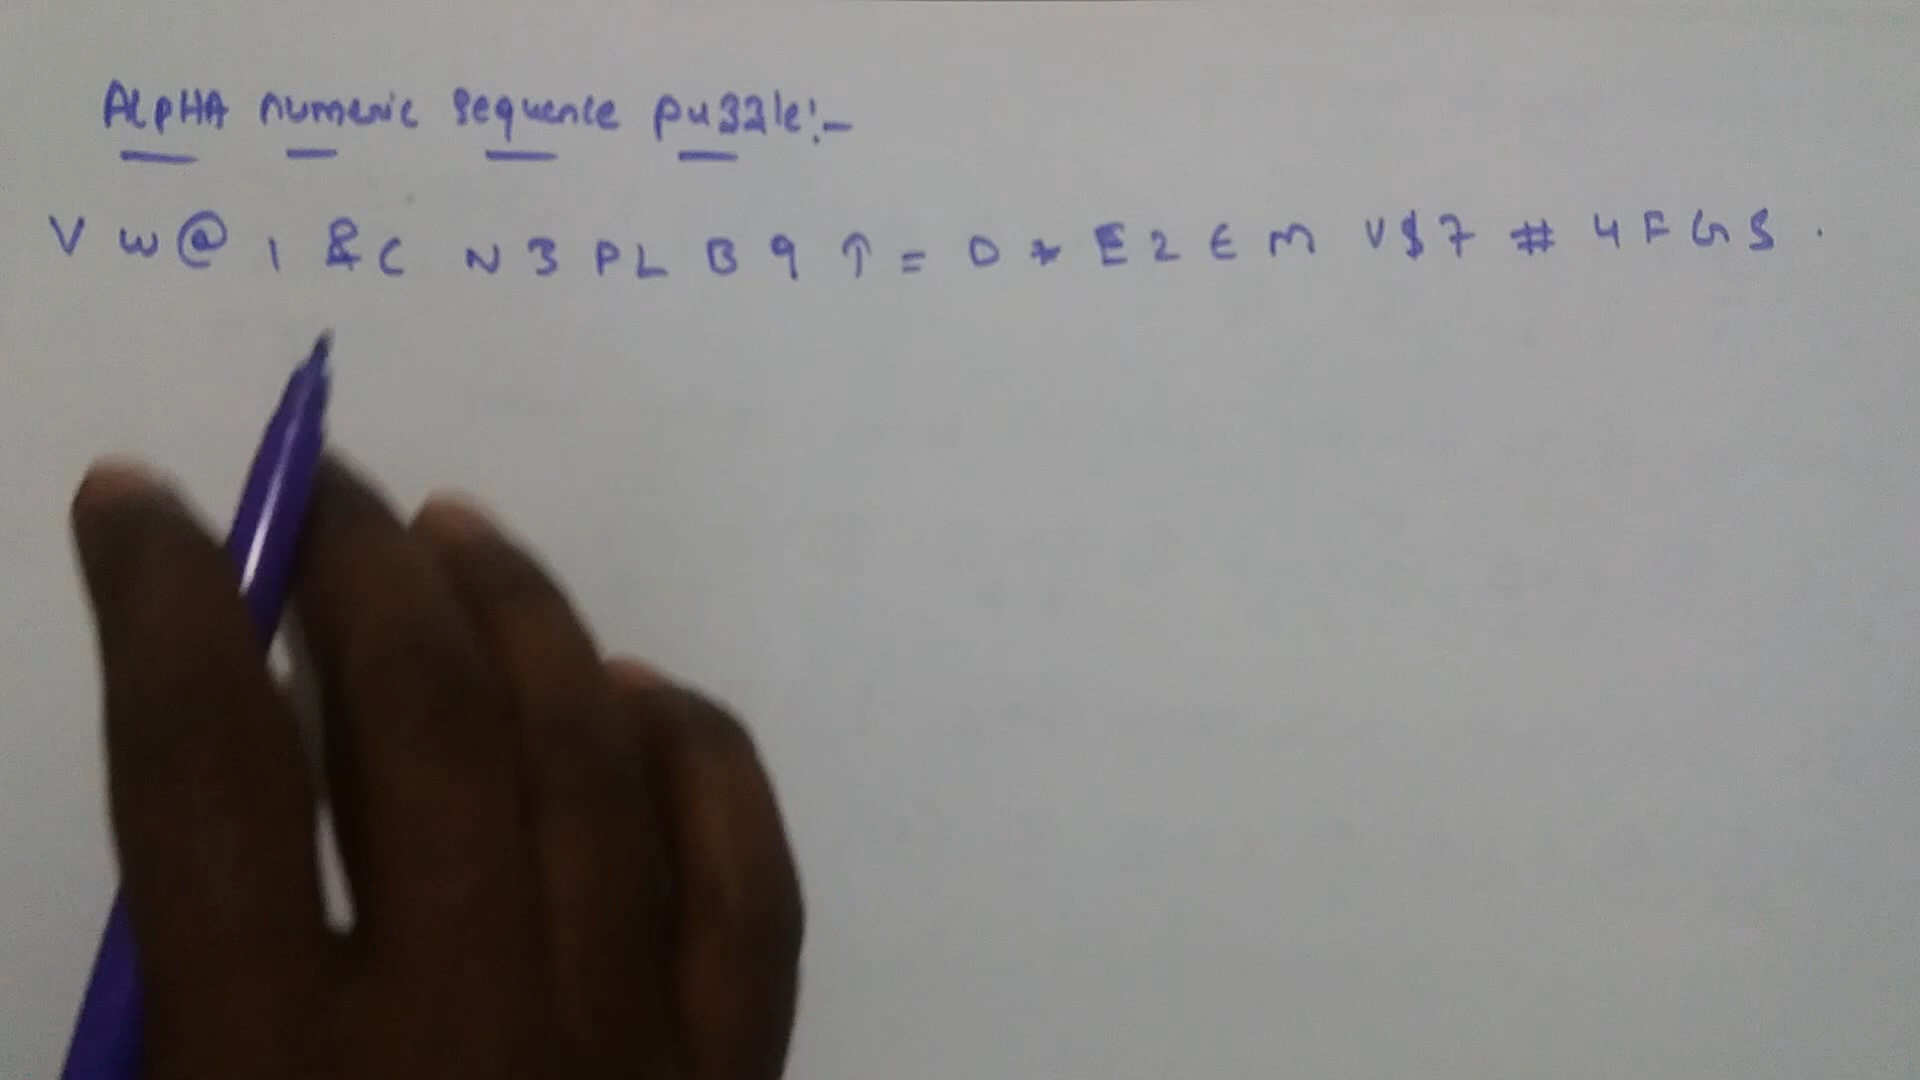 ALPHA numeric sequence puzzle:-
V W @ 1 & C N 3 P L B 9 ↑ = D * E 2 € M V $ 7 # 4 F G S .